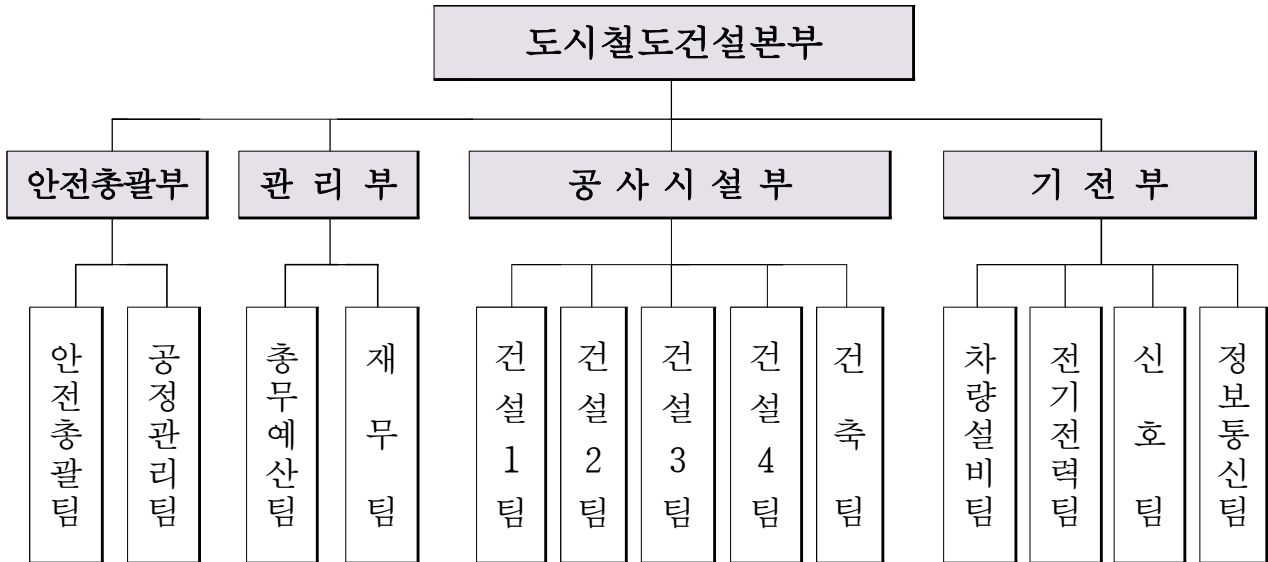 도시철도건설본부
안전총괄부
관 리 부
공 사 시 설 부
기 전 부
안전총괄팀
공정관리팀
총무예산팀
재무팀
건설1팀
건설2팀
건설3팀
건설4팀
건축팀
차량설비팀
전기전력팀
신호팀
정보통신팀